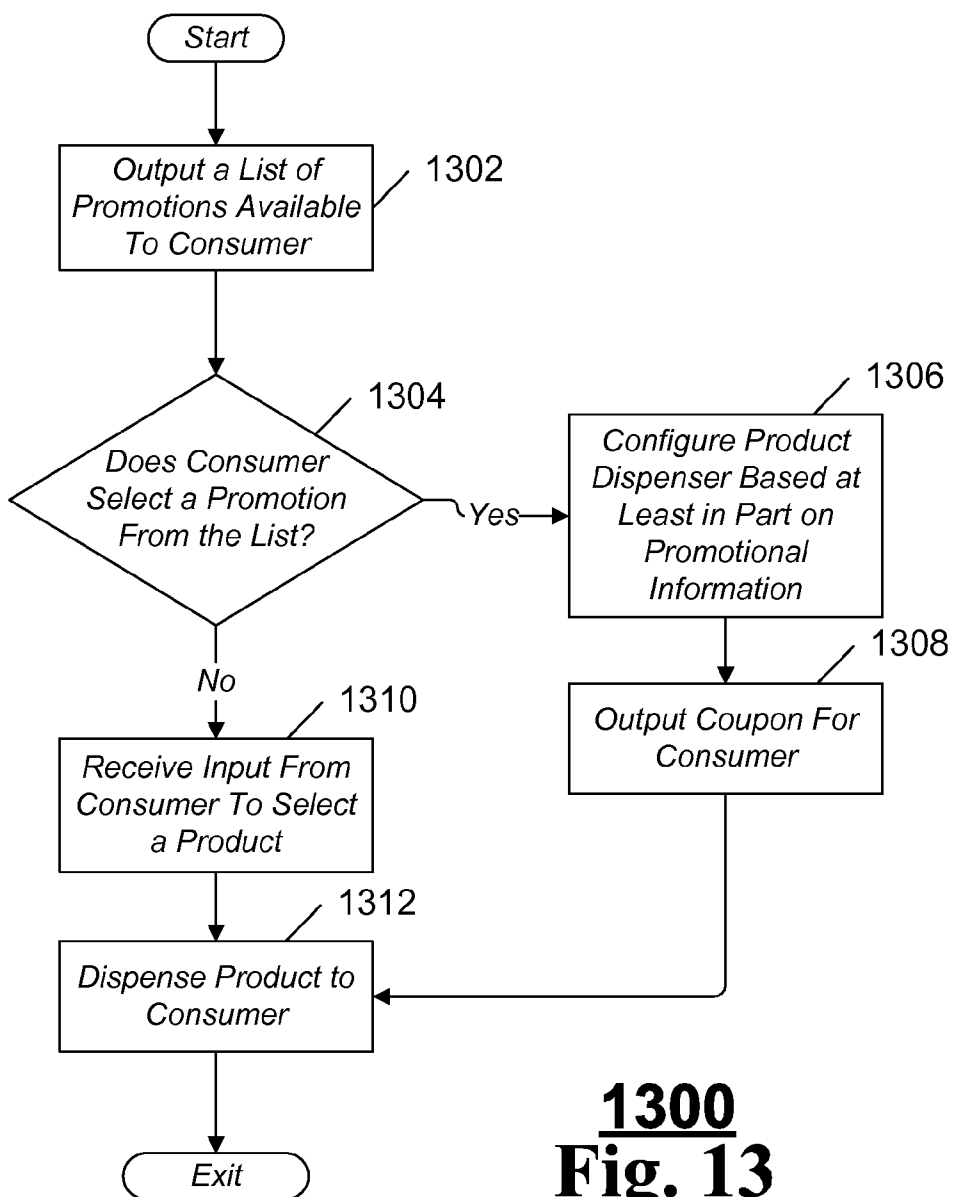 Start
Output a List of
Promotions Available
To Consumer
1302
1304
Does Consumer
Select a Promotion
From the List?
Yes
1306
Configure Product
Dispenser Based at
Least in Part on
Promotional
Information
1308
Output Coupon For
Consumer
No
1310
Receive Input From
Consumer To Select
a Product
1312
Dispense Product to
Consumer
Exit
1300
Fig. 13